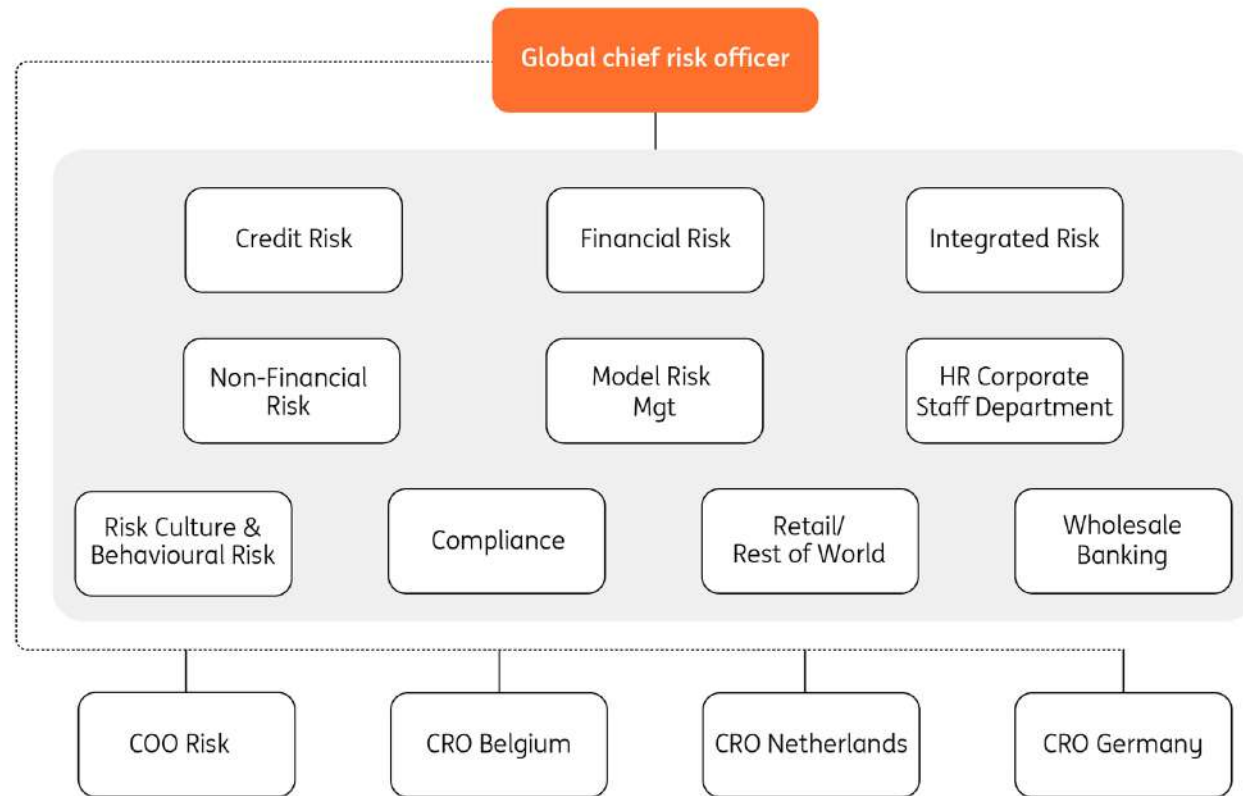 Global chief risk officer
Credit Risk
Financial Risk
Integrated Risk
Non-Financial
Risk
Model Risk
Mgt
HR Corporate
Staff Department
Risk Culture &
Behavioural Risk
Compliance
Retail/
Rest of World
Wholesale
Banking
COO Risk
CRO Belgium
CRO Netherlands
CRO Germany